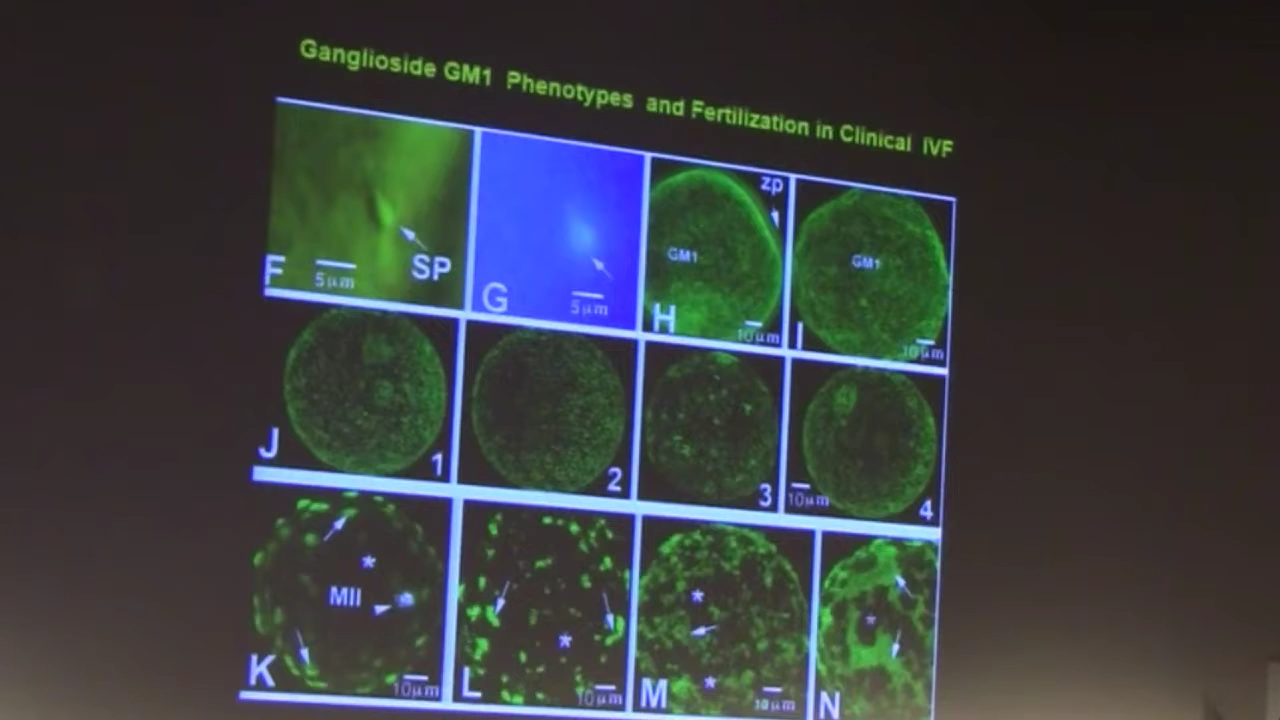 Ganglioside GM1 Phenotypes and Fertilization in Clinical IVF
F 5 μm SP
G 5 μm
H GM1 zp 10 μm
I GM1 10 μm
J 1
2
3
10 μm 4
K MII 10 μm
L 10 μm
M 10 μm
N